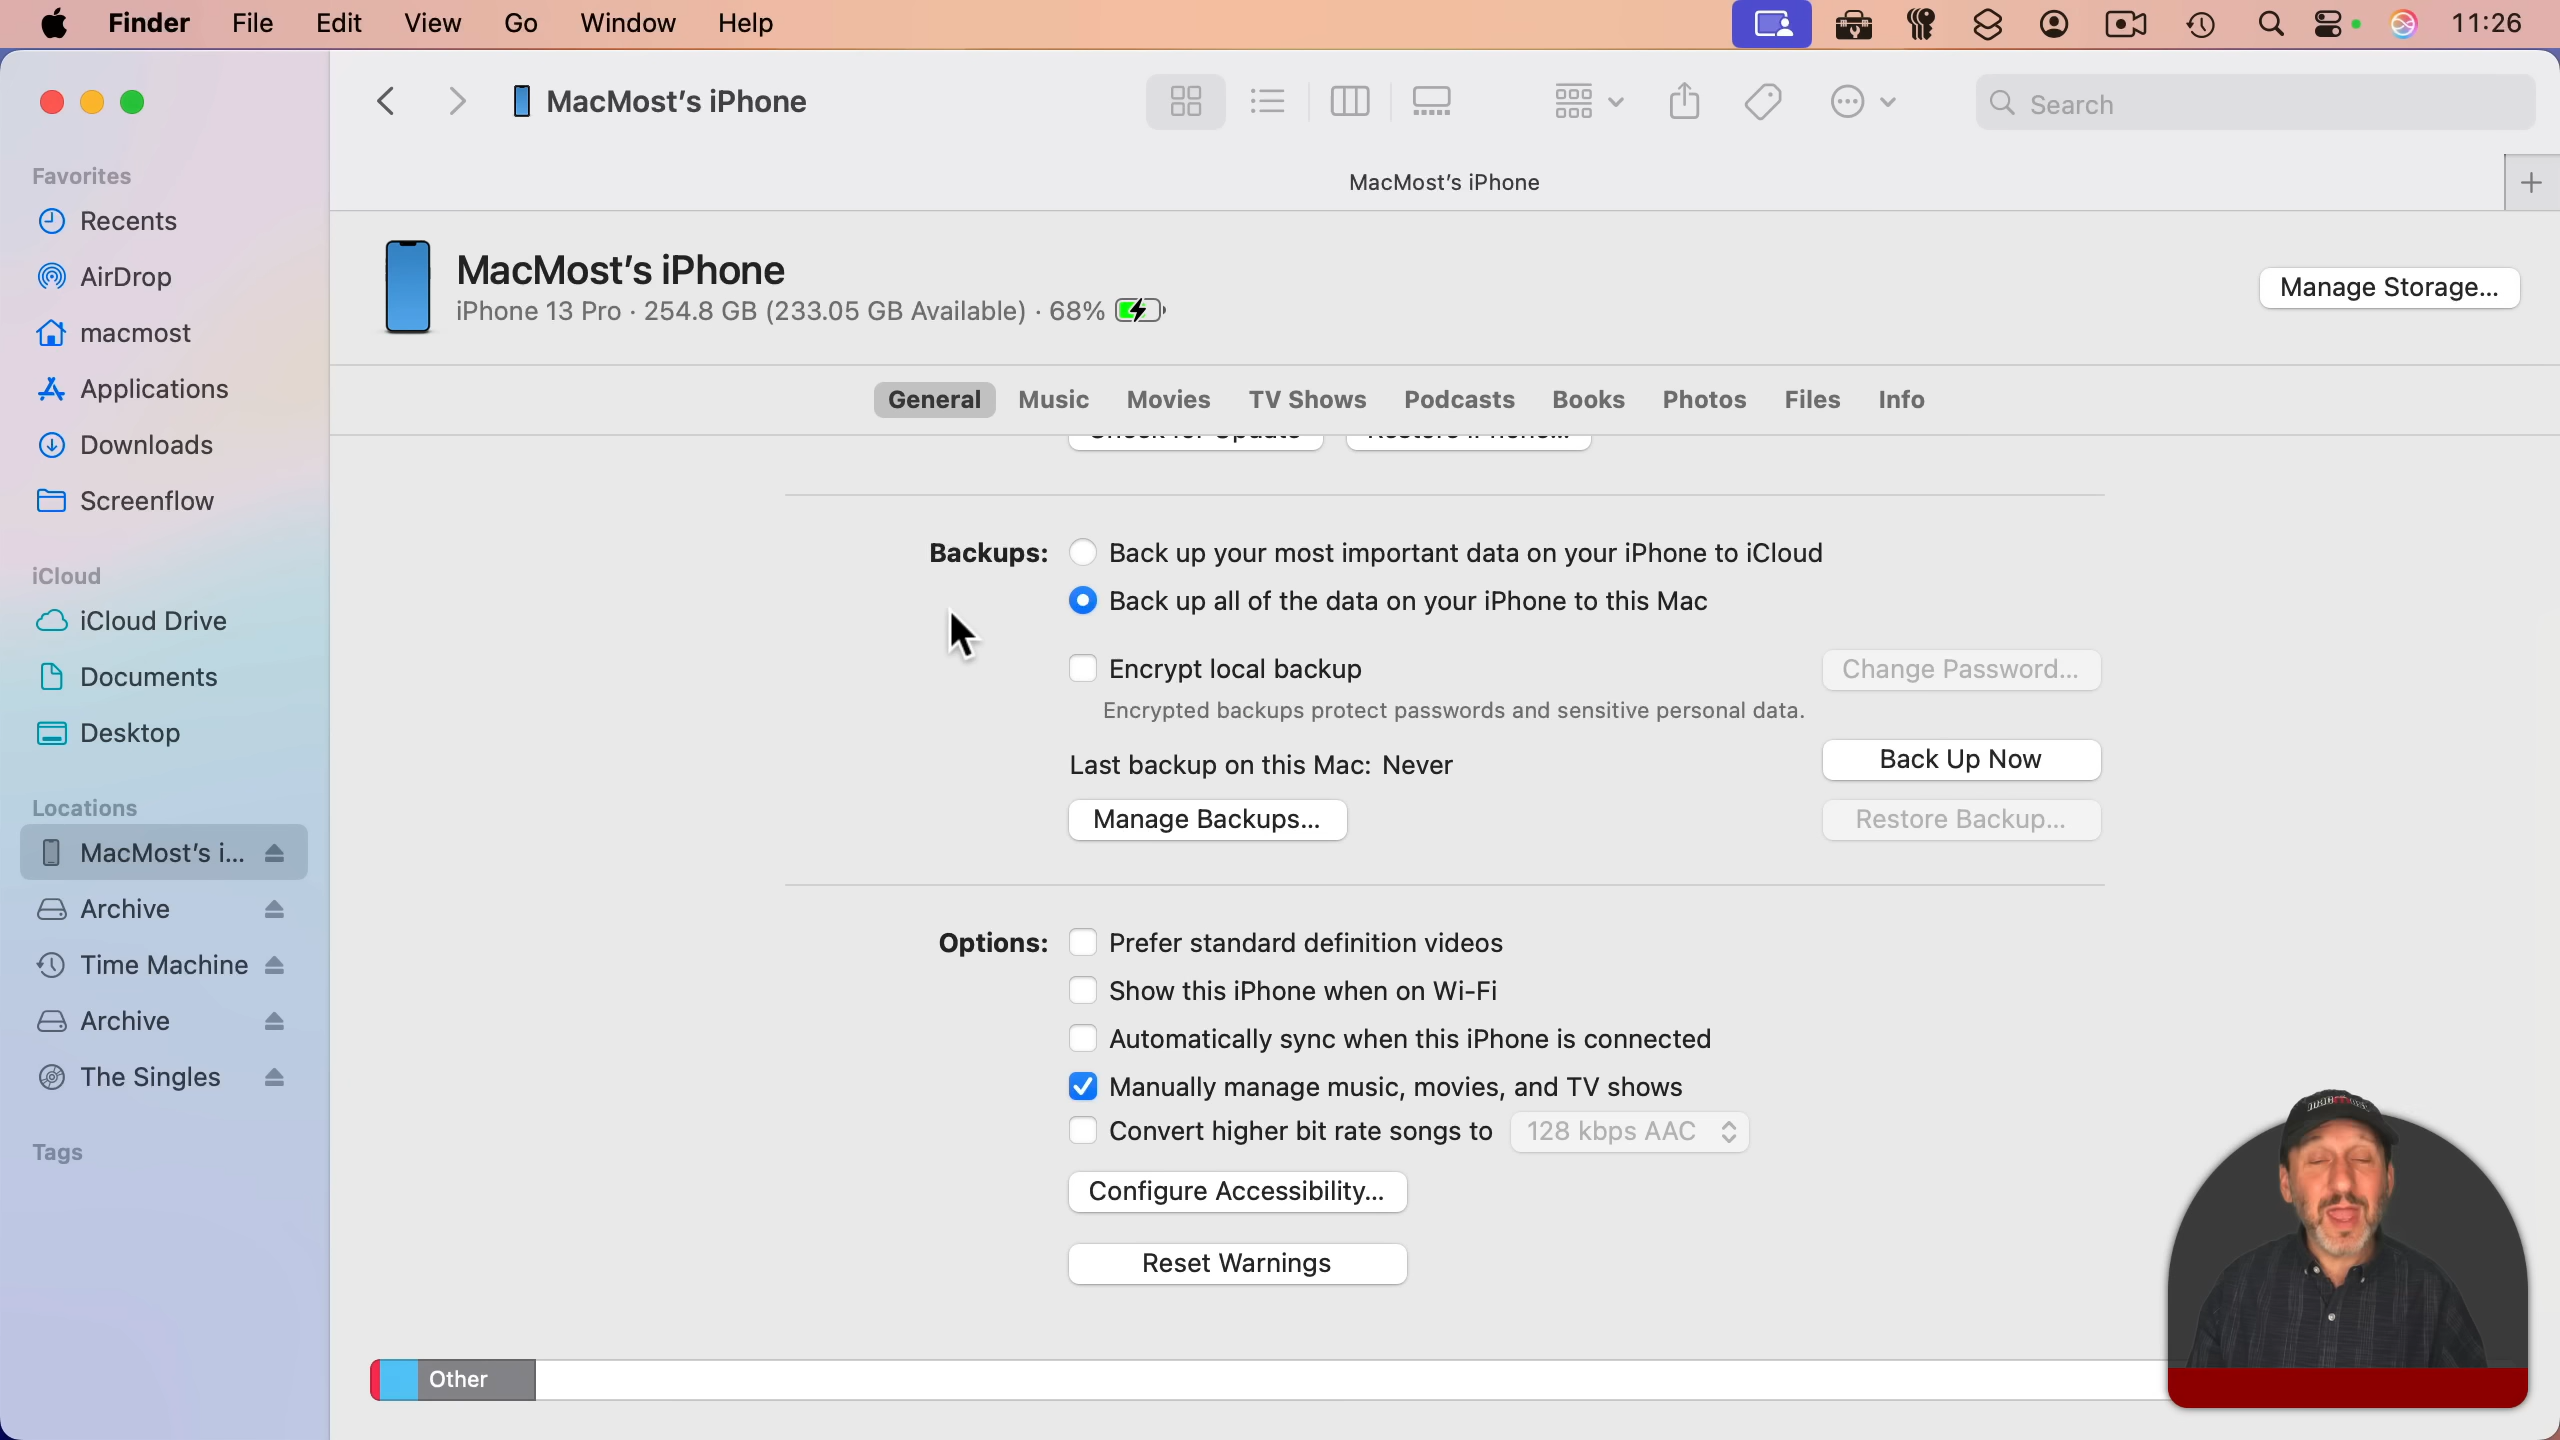 Finder File Edit View Go Window Help 11:26
MacMost's iPhone
Search
MacMost's iPhone
Favorites
Recents
AirDrop
macmost
Applications
Downloads
Screenflow
iCloud
iCloud Drive
Documents
Desktop
Locations
MacMost's i...
Archive
Time Machine
Archive
The Singles
Tags
MacMost's iPhone
iPhone 13 Pro · 254.8 GB (233.05 GB Available) · 68%
Manage Storage...
General Music Movies TV Shows Podcasts Books Photos Files Info
Check for Update Restore iPhone...
Backups: Back up your most important data on your iPhone to iCloud
Back up all of the data on your iPhone to this Mac
Encrypt local backup Change Password...
Encrypted backups protect passwords and sensitive personal data.
Last backup on this Mac: Never Back Up Now
Manage Backups... Restore Backup...
Options: Prefer standard definition videos
Show this iPhone when on Wi-Fi
Automatically sync when this iPhone is connected
Manually manage music, movies, and TV shows
Convert higher bit rate songs to 128 kbps AAC
Configure Accessibility...
Reset Warnings
Other